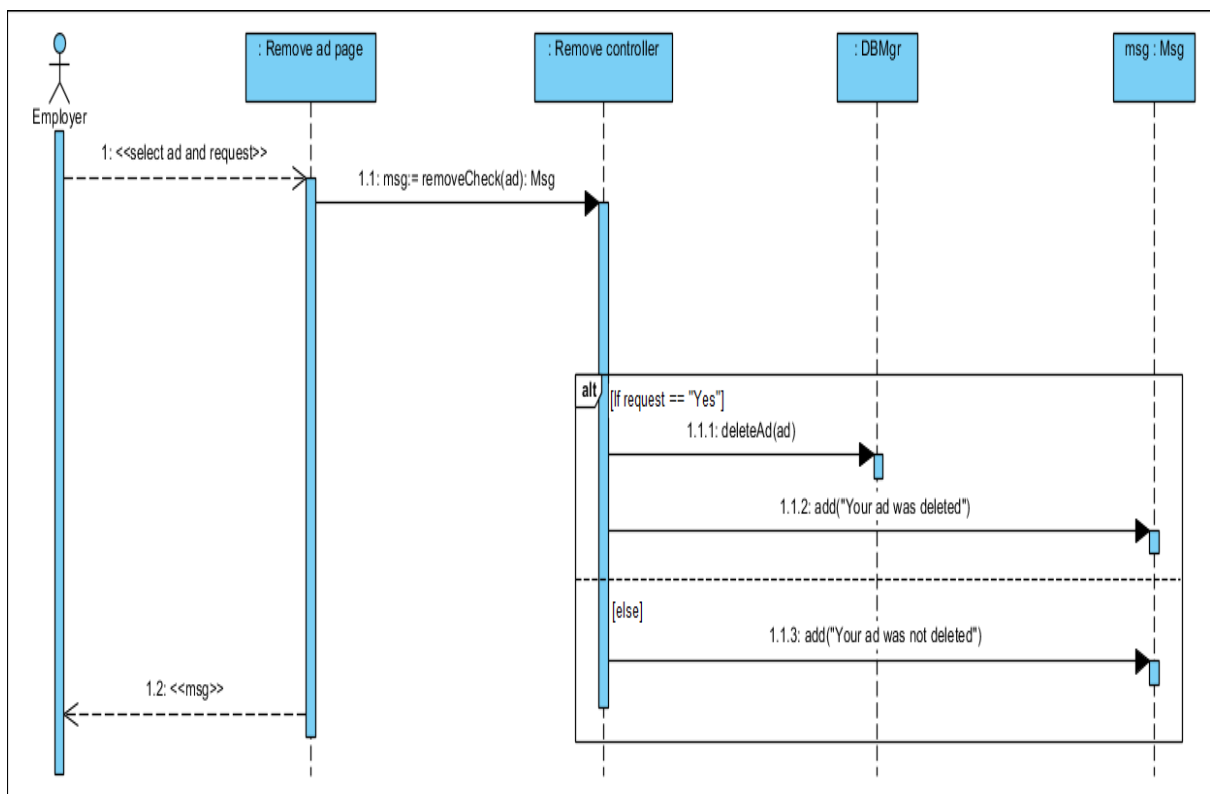 : Remove ad page
: Remove controller
: DBMgr
msg : Msg
Employer
1: <<select ad and request>>
1.1: msg:= removeCheck(ad): Msg
alt
[If request == "Yes"]
1.1.1: deleteAd(ad)
1.1.2: add("Your ad was deleted")
[else]
1.1.3: add("Your ad was not deleted")
1.2: <<msg>>